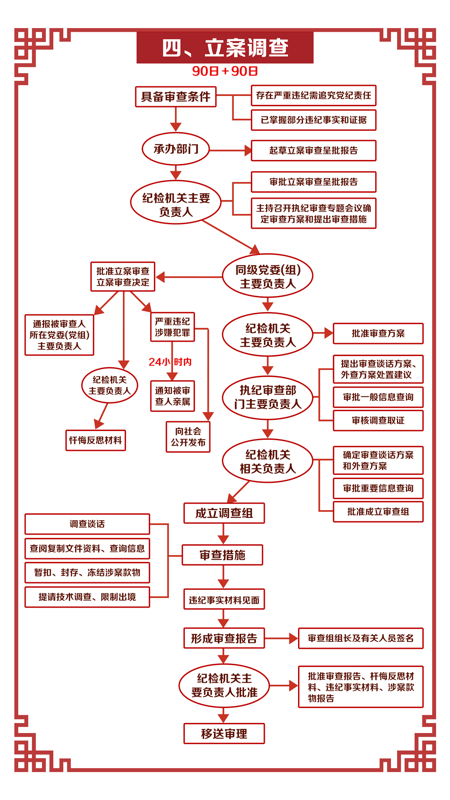 四、立案调查
90日+90日
具备审查条件
存在严重违纪需追究党纪责任
已掌握部分违纪事实和证据
承办部门
起草立案审查呈批报告
纪检机关主要
负责人
审批立案审查呈批报告
主持召开执纪审查专题会议确
定审查方案和提出审查措施
同级党委(组)
主要负责人
批准立案审查
立案审查决定
通报被审查人
所在党委(党组)
主要负责人
严重违纪
涉嫌犯罪
纪检机关
主要负责人
批准审查方案
24小时内
纪检机关
主要负责人
通知被审
查人亲属
执纪审查部
门主要负责人
提出审查谈话方案、
外查方案处置建议
审批一般信息查询
审核调查取证
忏悔反思材料
向社会
公开发布
纪检机关
相关负责人
确定审查谈话方案
和外查方案
审批重要信息查询
批准成立审查组
成立调查组
调查谈话
查阅复制文件资料、查询信息
暂扣、封存、冻结涉案款物
提请技术调查、限制出境
审查措施
违纪事实材料见面
形成审查报告
审查组组长及有关人员签名
纪检机关主
要负责人批准
批准审查报告、忏悔反思材
料、违纪事实材料、涉案款
物报告
移送审理